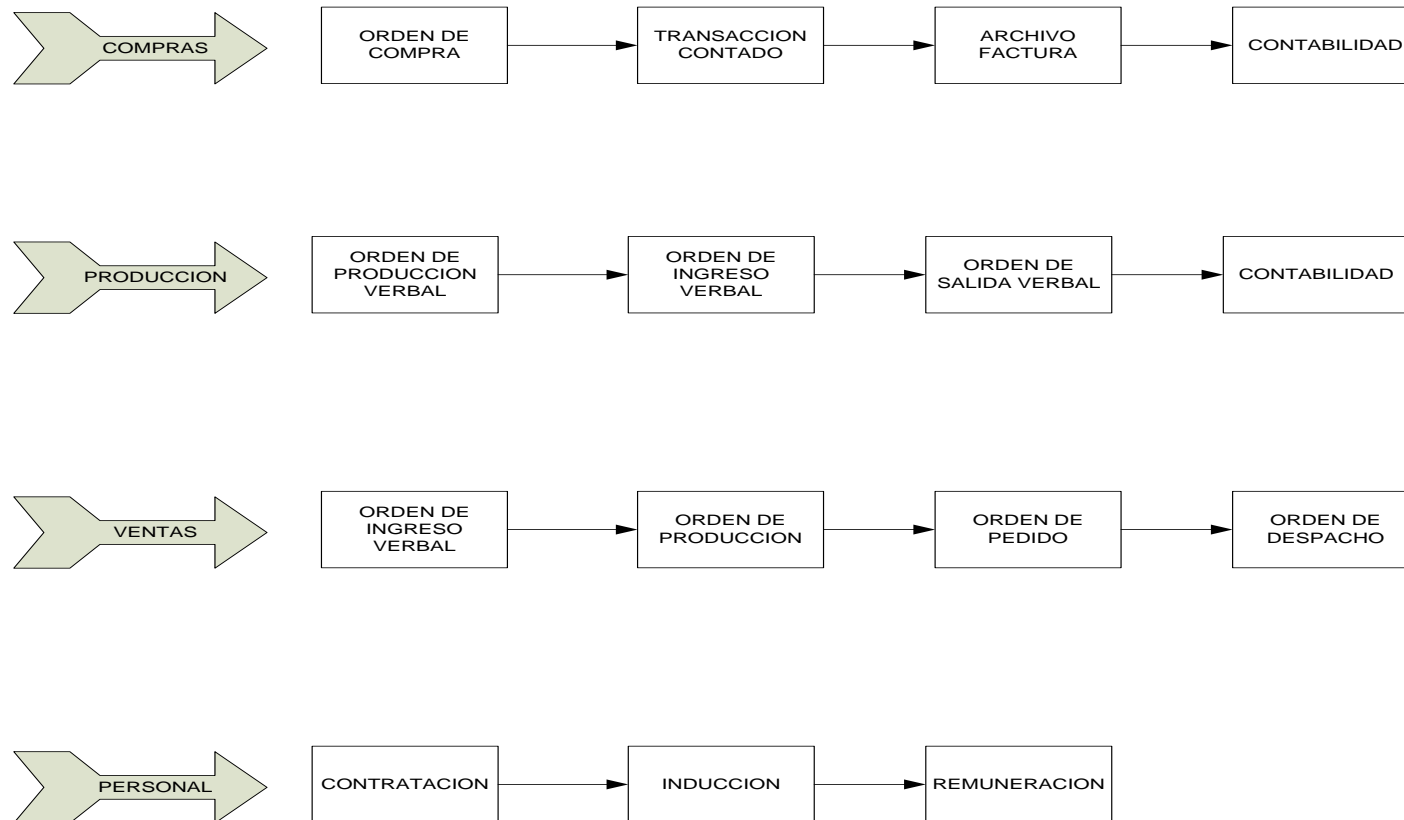 COMPRAS
ORDEN DE
COMPRA
TRANSACCION
CONTADO
ARCHIVO
FACTURA
CONTABILIDAD
PRODUCCION
ORDEN DE
PRODUCCION
VERBAL
ORDEN DE
INGRESO
VERBAL
ORDEN DE
SALIDA VERBAL
CONTABILIDAD
VENTAS
ORDEN DE
INGRESO
VERBAL
ORDEN DE
PRODUCCION
ORDEN DE
PEDIDO
ORDEN DE
DESPACHO
PERSONAL
CONTRATACION
INDUCCION
REMUNERACION